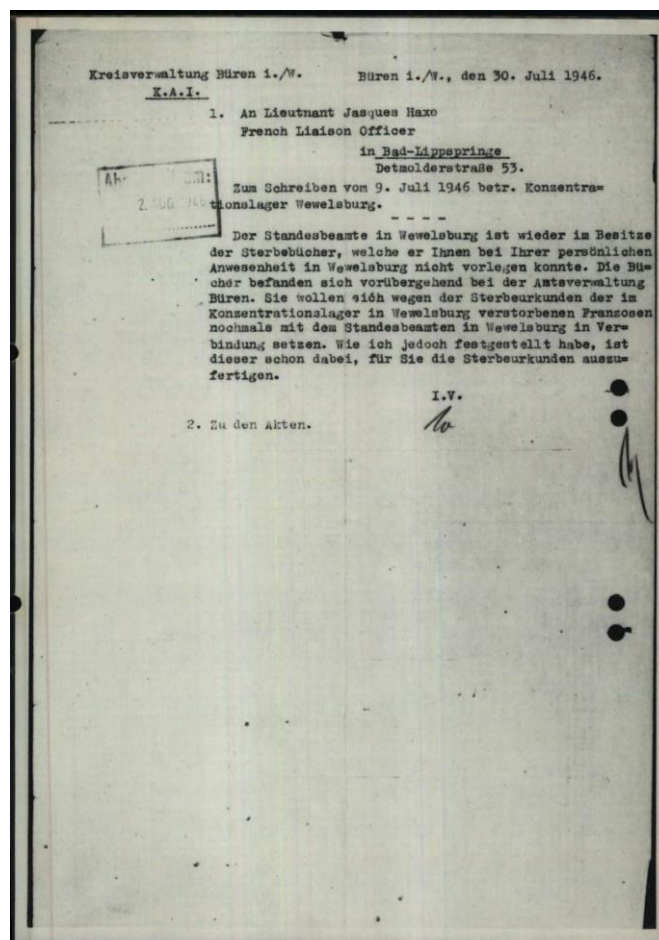 Kreisverwaltung Büren i./W. Büren i./W., den 30. Juli 1946.
K.A.I.
1. An Lieutnant Jasques Haxo
French Liaison Officer
in Bad-Lippspringe
Detmolderstraße 53.
2. AUG 1946
Zum Schreiben vom 9. Juli 1946 betr. Konzentra=
tionslager Wewelsburg.
- - - -
Der Standesbeamte in Wewelsburg ist wieder im Besitze
der Sterbebücher, welche er Ihnen bei Ihrer persönlichen
Anwesenheit in Wewelsburg nicht vorlegen konnte. Die Bü=
cher befanden sich vorübergehend bei der Amtsverwaltung
Büren. Sie wollen sich wegen der Sterbeurkunden der im
Konzentrationslager in Wewelsburg verstorbenen Franzosen
nochmals mit dem Standesbeamten in Wewelsburg in Ver=
bindung setzen. Wie ich jedoch festgestellt habe, ist
dieser schon dabei, für Sie die Sterbeurkunden auszu=
fertigen.
I.V.
2. Zu den Akten.